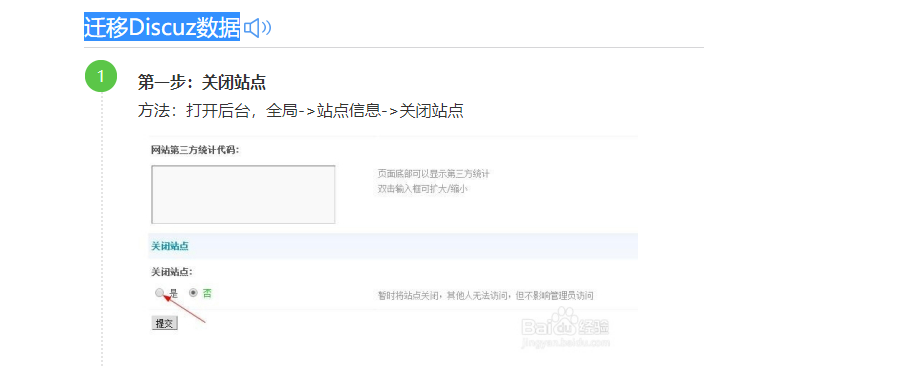 迁移Discuz数据
1
第一步：关闭站点
方法：打开后台，全局->站点信息->关闭站点
网站第三方统计代码：
页面底部可以显示第三方统计
双击输入框可扩大/缩小
关闭站点
关闭站点：
是 否
暂时将站点关闭，其他人无法访问，但不影响管理员访问
提交
Baidu经验
jingyan.baidu.com